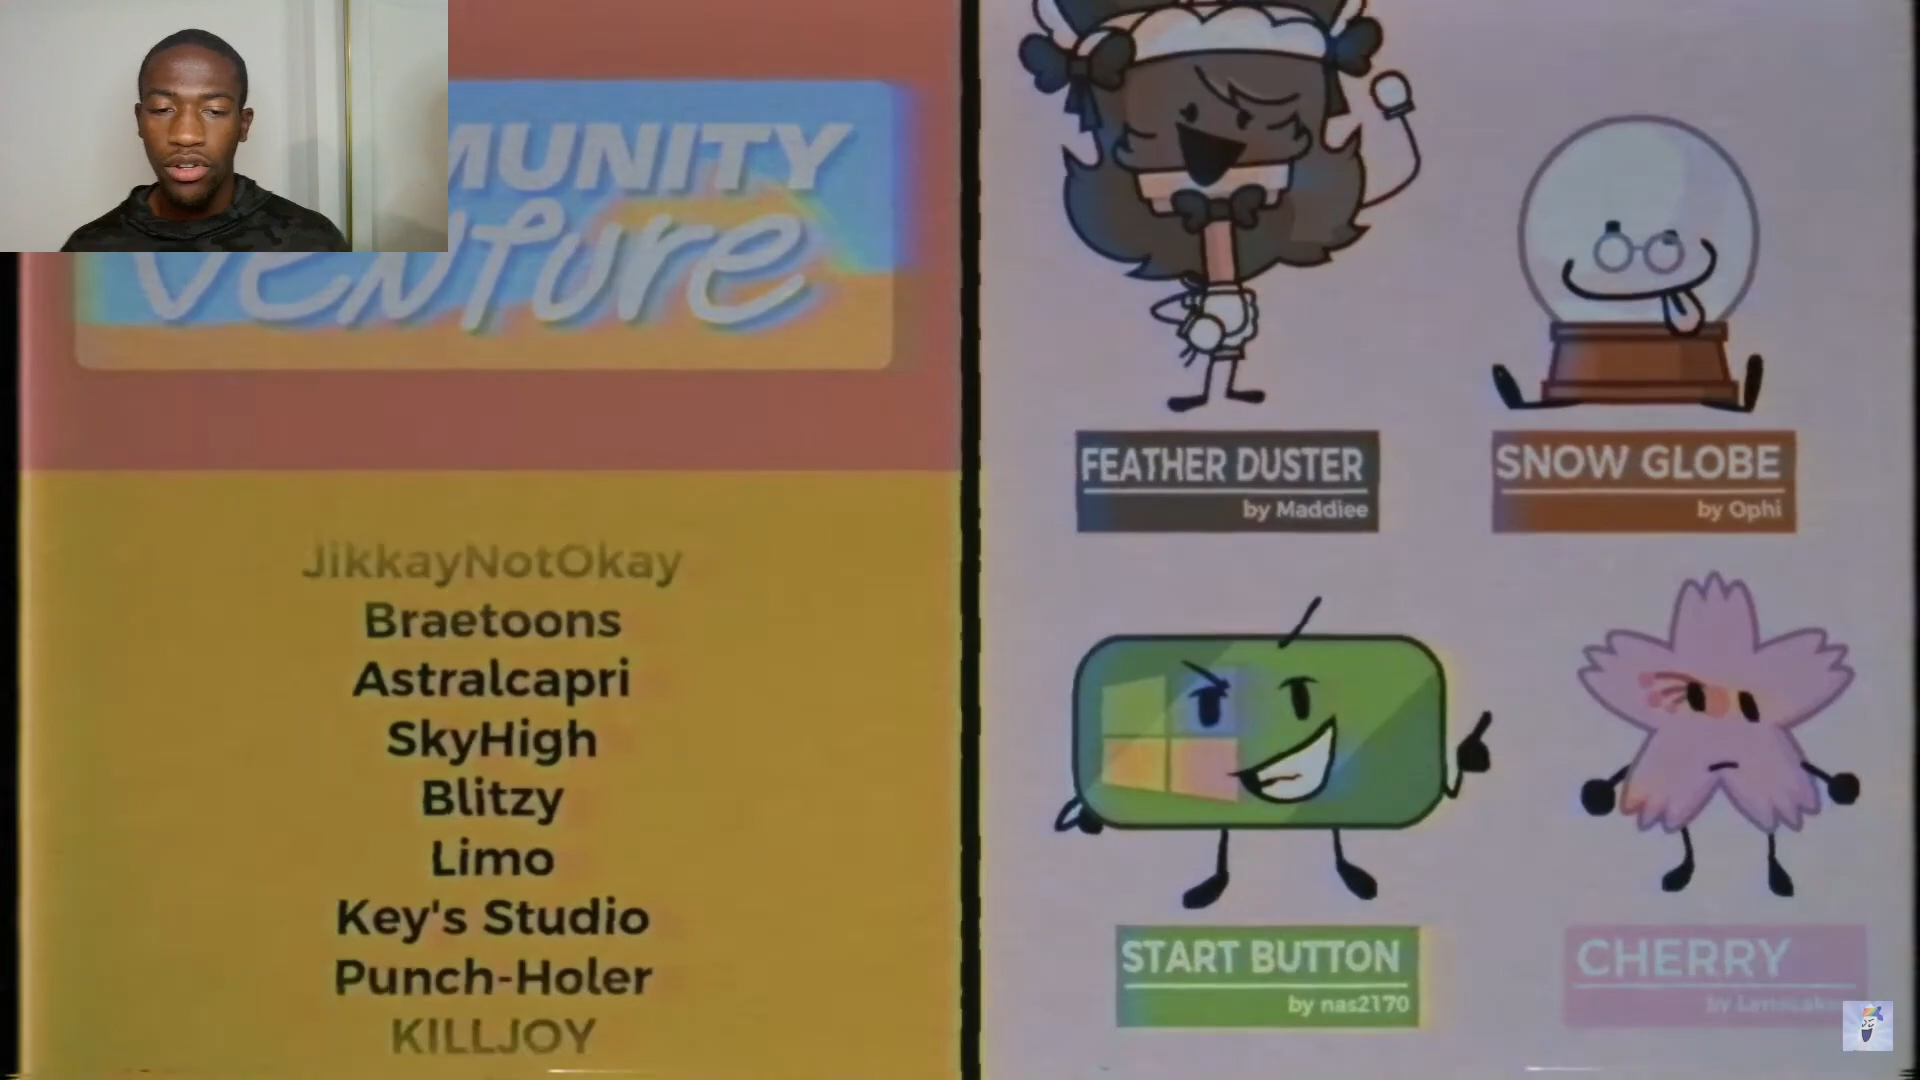 MUNITY
venture
JikkayNotOkay
Braetoons
Astralcapri
SkyHigh
Blitzy
Limo
Key's Studio
Punch-Holer
KILLJOY
FEATHER DUSTER
by Maddiee
SNOW GLOBE
by Ophi
START BUTTON
by nas2170
CHERRY
by